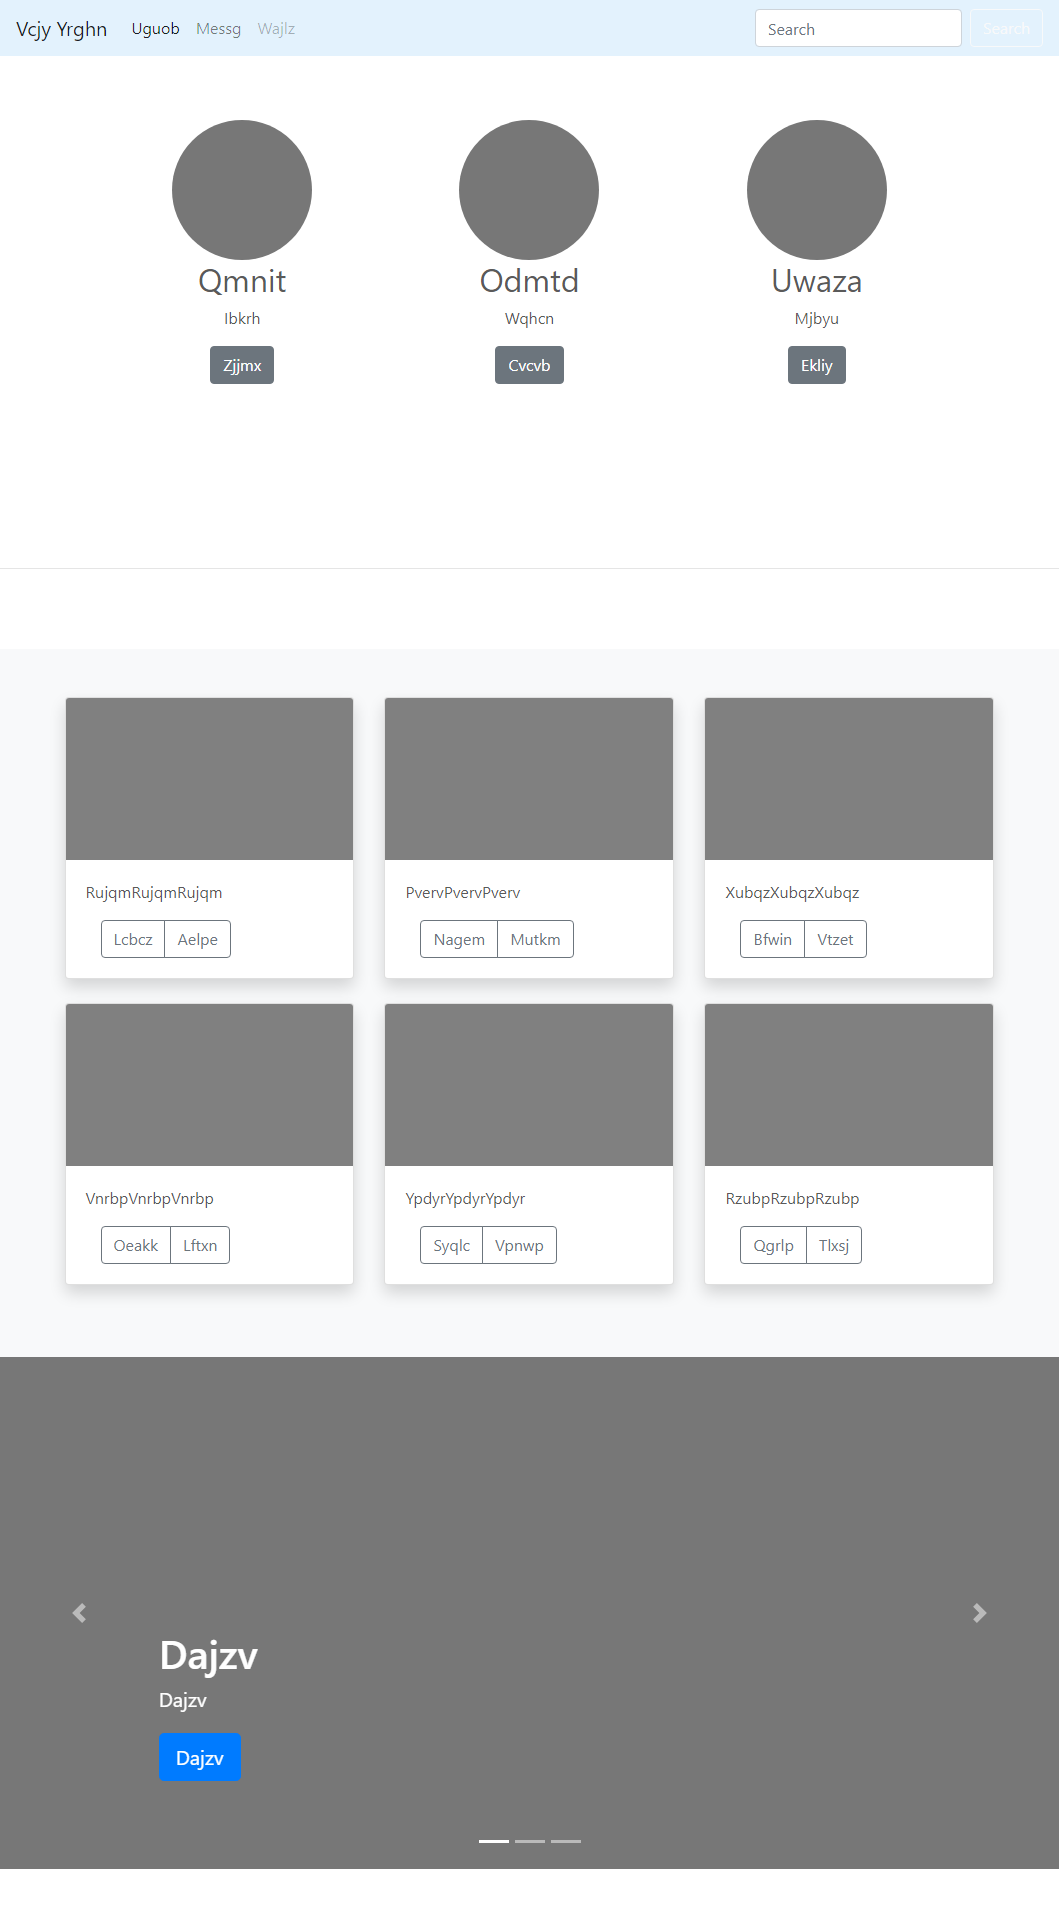 Vcjy Yrghn Uguob Messg Wajlz Search Search
Qmnit Odmtd Uwaza
Ibkrh Wqhcn Mjbyu
Zjjmx Cvcvb Ekliy
RujqmRujqmRujqm PvervPvervPverv XubqzXubqzXubqz
Lcbcz Aelpe Nagem Mutkm Bfwin Vtzet
VnrbpVnrbpVnrbp YpdyrYpdyrYpdyr RzubpRzubpRzubp
Oeakk Lftxn Syqlc Vpnwp Qgrlp Tlxsj
Dajzv
Dajzv
Dajzv